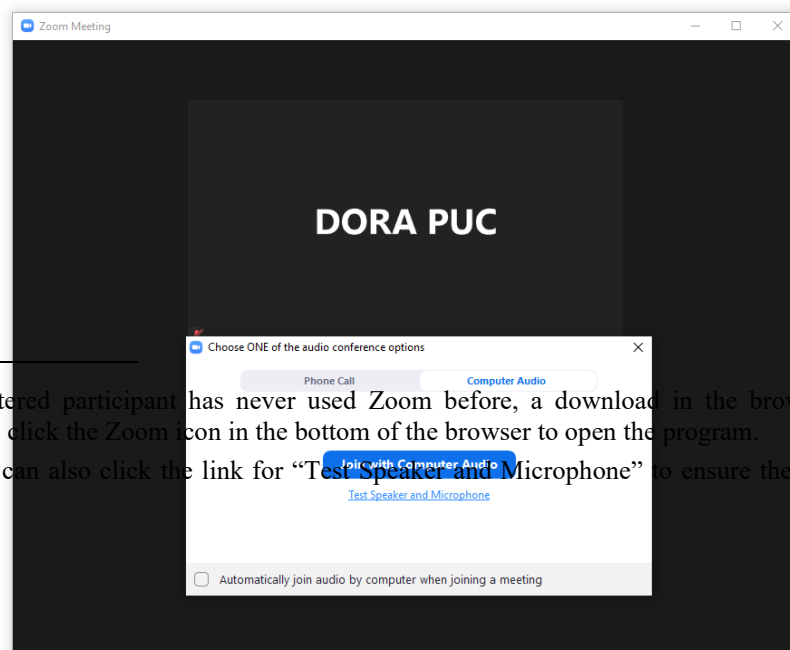 Zoom Meeting
DORA PUC
Choose ONE of the audio conference options
Phone Call
Computer Audio
tered participant has never used Zoom before, a download in the brow
click the Zoom icon in the bottom of the browser to open the program.
Join with Computer Audio
can also click the link for “Test Speaker and Microphone” to ensure the
Test Speaker and Microphone
Automatically join audio by computer when joining a meeting